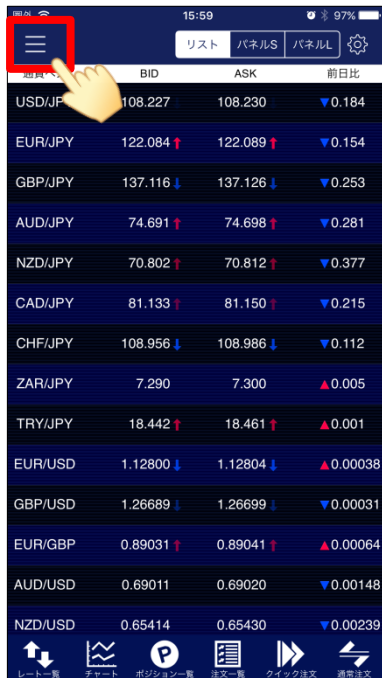 圏外 15:59 97%
リスト パネルS パネルL
BID ASK 前日比
USD/JP 108.227 108.230 ▼0.184
EUR/JPY 122.084 122.089 ▼0.154
GBP/JPY 137.116 137.126 ▼0.253
AUD/JPY 74.691 74.698 ▼0.281
NZD/JPY 70.802 70.812 ▼0.377
CAD/JPY 81.133 81.150 ▼0.215
CHF/JPY 108.956 108.986 ▼0.112
ZAR/JPY 7.290 7.300 ▲0.005
TRY/JPY 18.442 18.461 ▲0.001
EUR/USD 1.12800 1.12804 ▲0.00038
GBP/USD 1.26689 1.26699 ▼0.00031
EUR/GBP 0.89031 0.89041 ▲0.00064
AUD/USD 0.69011 0.69020 ▼0.00148
NZD/USD 0.65414 0.65430 ▼0.00239
P
レート一覧 チャート ポジション一覧 注文一覧 クイック注文 通常注文